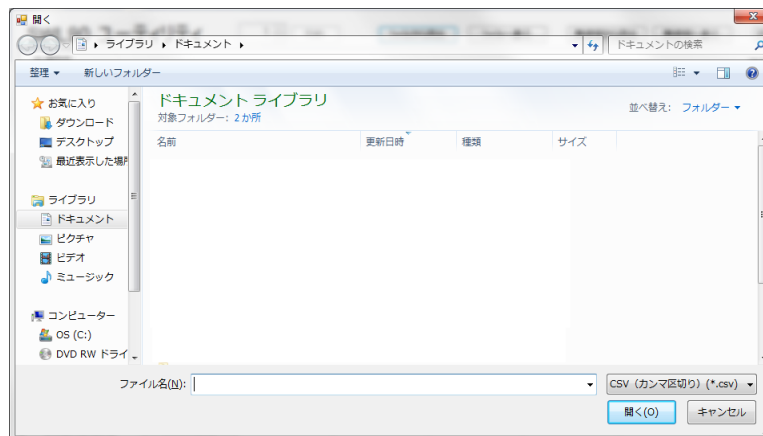 開く
ライブラリ ▸ ドキュメント ▸
ドキュメントの検索
整理 ▼ 新しいフォルダー
お気に入り
ダウンロード
デスクトップ
最近表示した場所
ライブラリ
ドキュメント
ピクチャ
ビデオ
ミュージック
コンピューター
OS (C:)
DVD RW ドライ
ドキュメント ライブラリ
対象フォルダー: 2 か所
並べ替え: フォルダー ▼
名前 更新日時 種類 サイズ
ファイル名(N):
CSV (カンマ区切り) (*.csv)
開く(O) キャンセル